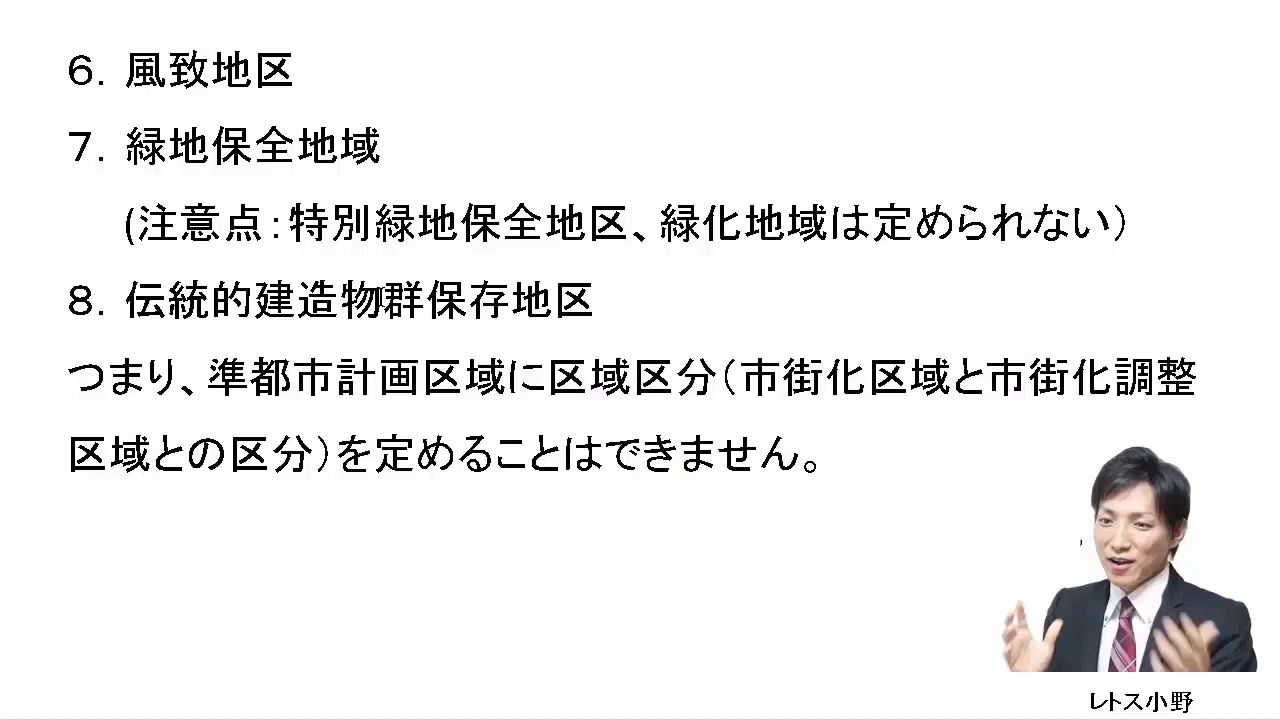 ６．風致地区
７．緑地保全地域
(注意点：特別緑地保全地区、緑化地域は定められない）
８．伝統的建造物群保存地区
つまり、準都市計画区域に区域区分（市街化区域と市街化調整
区域との区分）を定めることはできません。
レトス小野